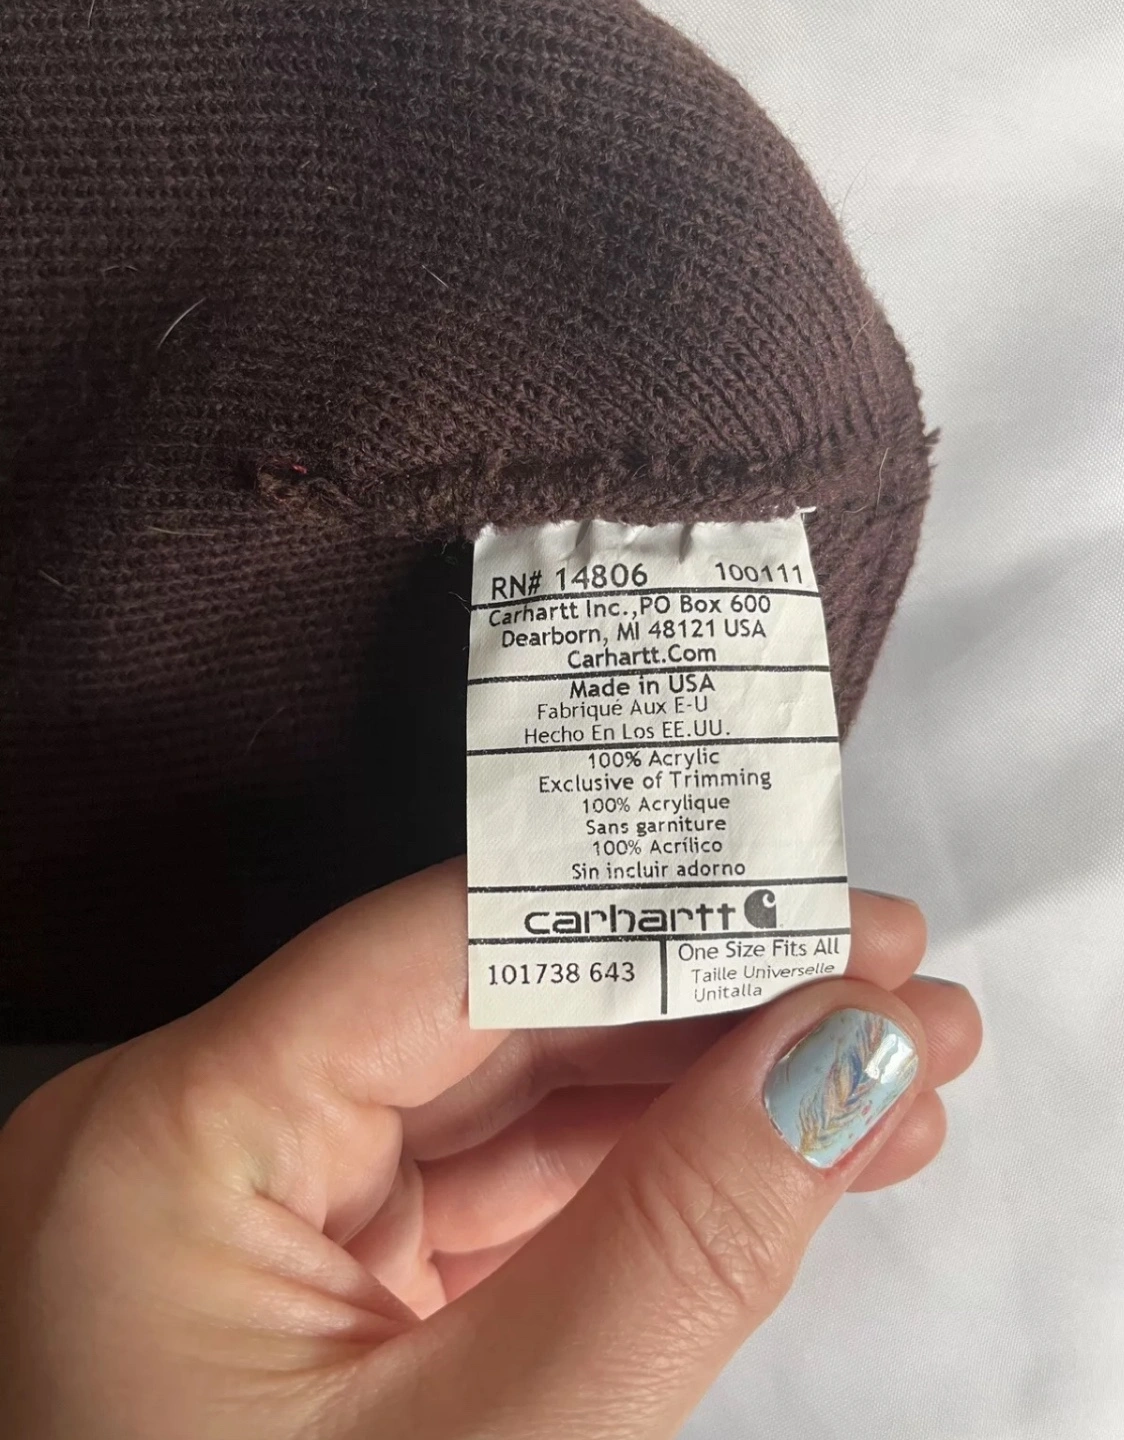 RN# 14806 100111
Carhartt Inc.,PO Box 600
Dearborn, MI 48121 USA
Carhartt.Com
Made in USA
Fabriqué Aux E-U
Hecho En Los EE.UU.
100% Acrylic
Exclusive of Trimming
100% Acrylique
Sans garniture
100% Acrílico
Sin incluir adorno
carhartt
101738 643
One Size Fits All
Taille Universelle
Unitalla